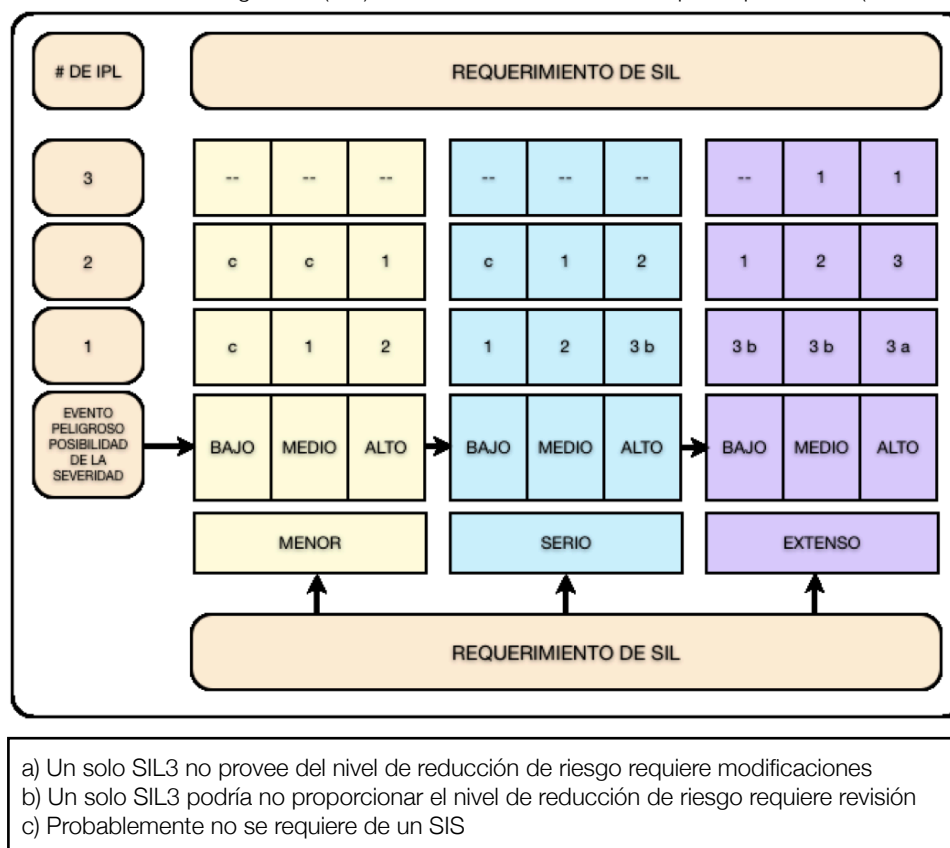 # DE IPL
REQUERIMIENTO DE SIL
3
-- -- --
-- -- --
-- 1 1
2
c c 1
c 1 2
1 2 3
1
c 1 2
1 2 3 b
3 b 3 b 3 a
EVENTO
PELIGROSO
POSIBILIDAD
DE LA
SEVERIDAD
BAJO MEDIO ALTO
BAJO MEDIO ALTO
BAJO MEDIO ALTO
MENOR
SERIO
EXTENSO
REQUERIMIENTO DE SIL
a) Un solo SIL3 no provee del nivel de reducción de riesgo requiere modificaciones
b) Un solo SIL3 podría no proporcionar el nivel de reducción de riesgo requiere revisión
c) Probablemente no se requiere de un SIS